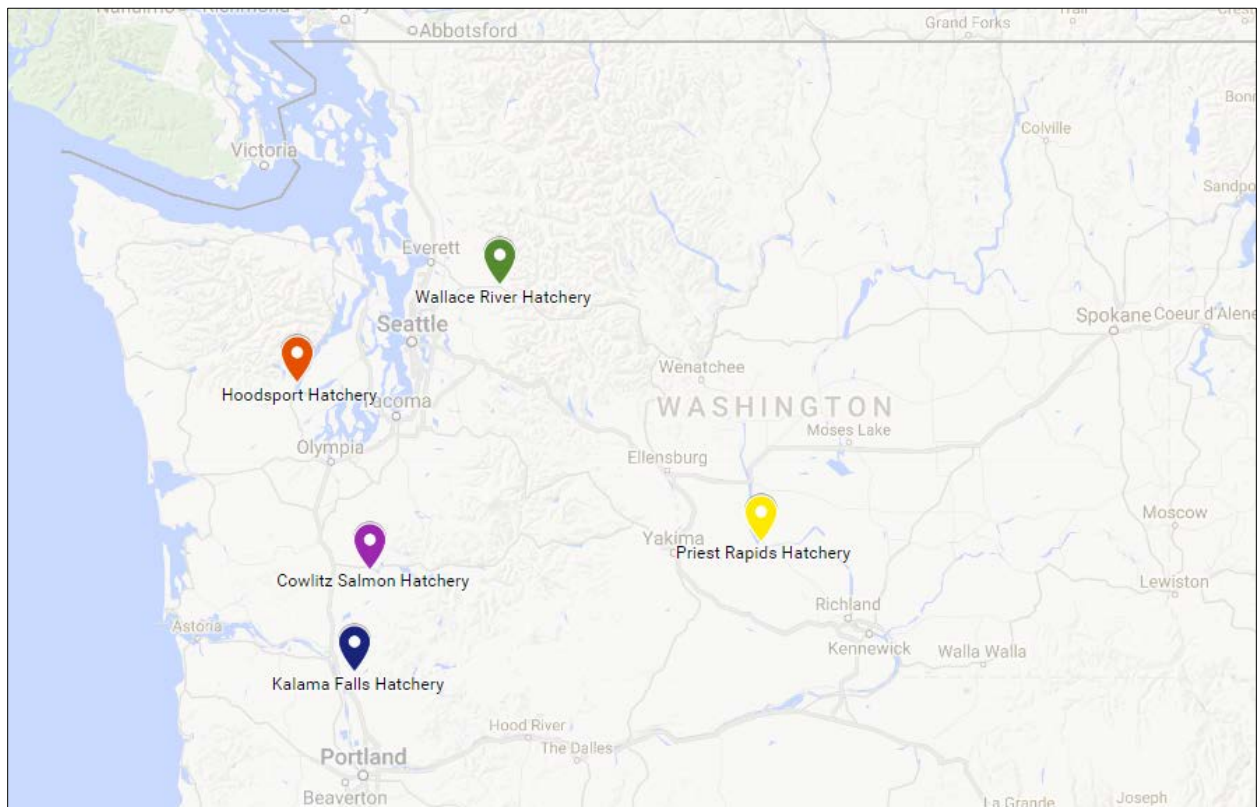 Abbotsford
Grand Forks
Victoria
Colville
Everett
Wallace River Hatchery
Seattle
Spokane
Coeur d'Alene
Wenatchee
Hoodsport Hatchery
Tacoma
WASHINGTON
Moses Lake
Olympia
Ellensburg
Moscow
Yakima
Priest Rapids Hatchery
Cowlitz Salmon Hatchery
Lewiston
Richland
Astoria
Kennewick
Walla Walla
Kalama Falls Hatchery
Hood River
The Dalles
Portland
Beaverton
Joseph
La Grande